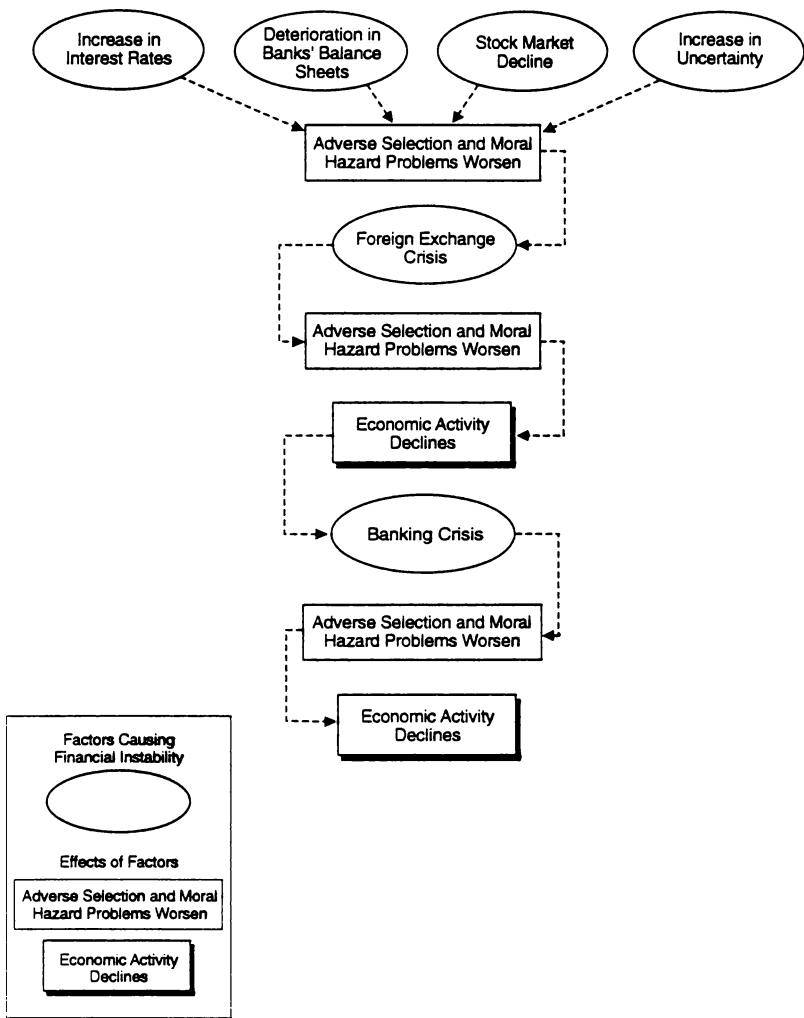 Increase in
Interest Rates
Deterioration in
Banks' Balance
Sheets
Stock Market
Decline
Increase in
Uncertainty
Adverse Selection and Moral
Hazard Problems Worsen
Foreign Exchange
Crisis
Adverse Selection and Moral
Hazard Problems Worsen
Economic Activity
Declines
Banking Crisis
Adverse Selection and Moral
Hazard Problems Worsen
Economic Activity
Declines
Factors Causing
Financial Instability
Effects of Factors
Adverse Selection and Moral
Hazard Problems Worsen
Economic Activity
Declines